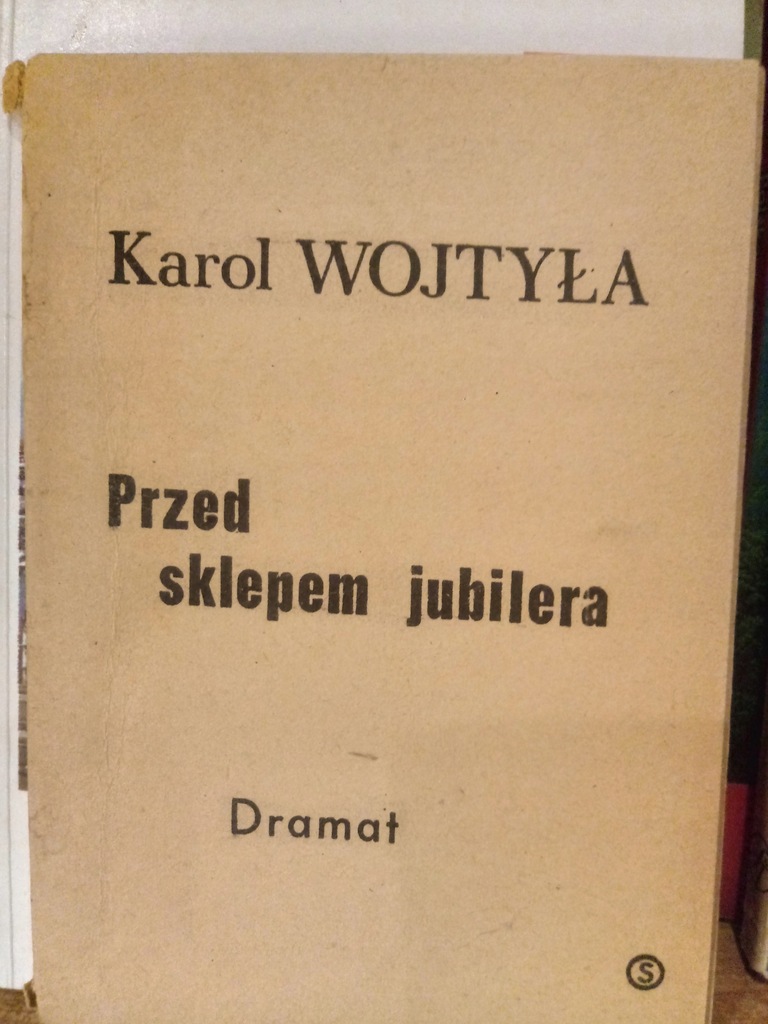 Karol WOJTYŁA
Przed
sklepem jubilera
Dramat
S